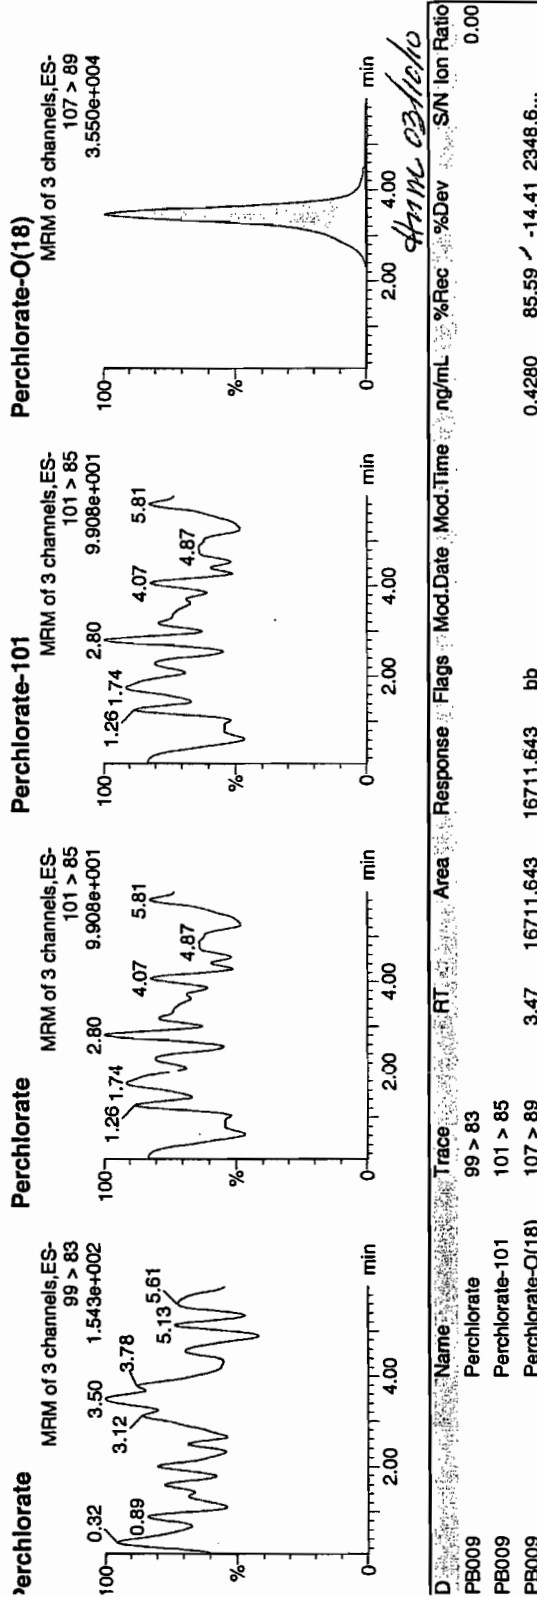 Perchlorate
MRM of 3 channels,ES-
99 > 83
1.543e+002
100
%
0
0.32
0.89
3.12
3.50
3.78
5.13
5.61
2.00
4.00
min
Perchlorate
MRM of 3 channels,ES-
101 > 85
9.908e+001
100
%
0
1.26
1.74
2.80
4.07
4.87
5.81
2.00
4.00
min
Perchlorate-101
MRM of 3 channels,ES-
101 > 85
9.908e+001
100
%
0
1.26
1.74
2.80
4.07
4.87
5.81
2.00
4.00
min
Perchlorate-O(18)
MRM of 3 channels,ES-
107 > 89
3.550e+004
100
%
0
2.00
4.00
min
03/10/10
D Name Trace RT Area Response Flags Mod.Date Mod.Time ng/mL %Rec %Dev S/N Ion Ratio
PB009 Perchlorate 99 > 83 0.00
PB009 Perchlorate-101 101 > 85
PB009 Perchlorate-O(18) 107 > 89 3.47 16711.643 16711.643 bb 0.4280 85.59 ✓ -14.41 2348.6...